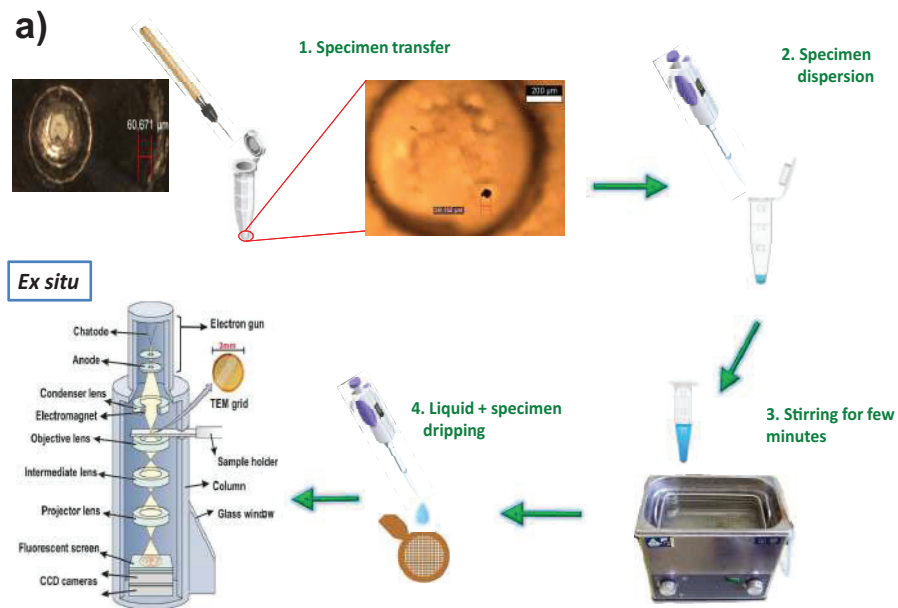 a)
1. Specimen transfer
2. Specimen
dispersion
60,671 µm
200 µm
Ex situ
Chatode
Electron gun
Anode
3mm
Condenser lens
TEM grid
Electromagnet
Objective lens
Sample holder
Intermediate lens
Column
Projector lens
Glass window
Fluorescent screen
CCD cameras
4. Liquid + specimen
dripping
3. Stirring for few
minutes